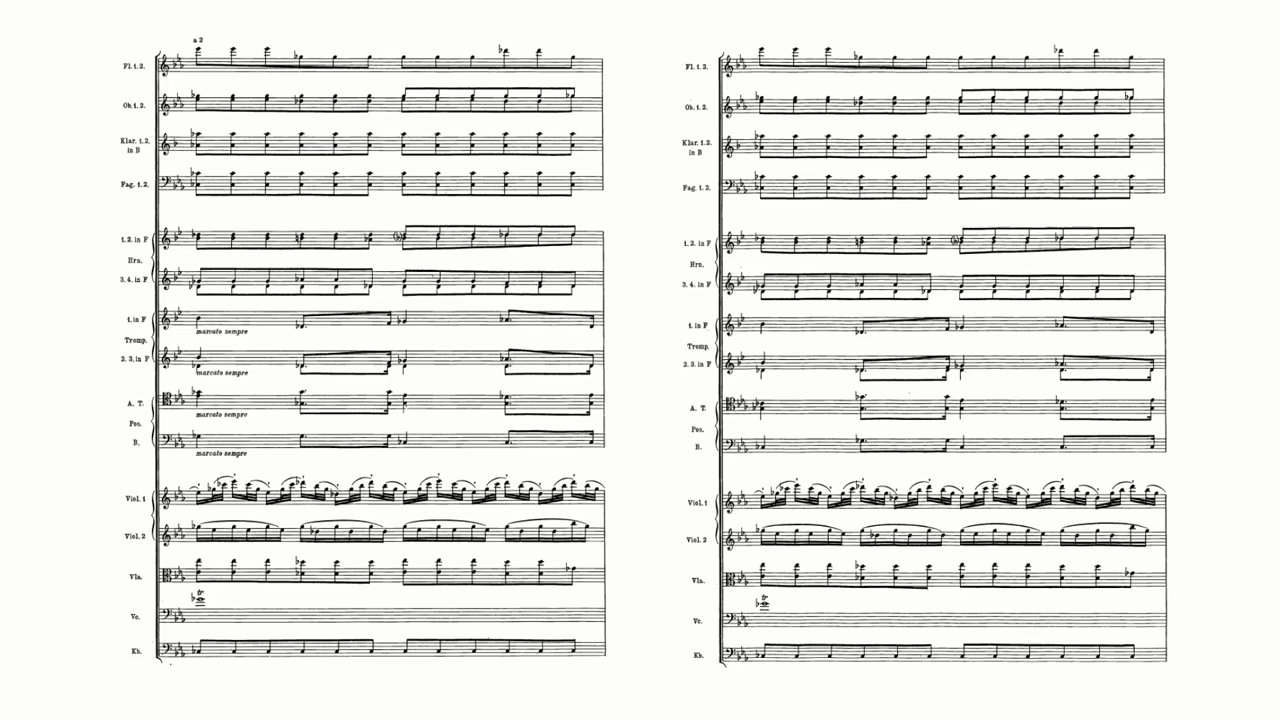 a 2
Fl. 1. 2.
Ob. 1. 2.
Klar. 1. 2.
in B
Fag. 1. 2.
1. 2. in F
Hrn.
3. 4. in F
1. in F
marcato sempre
Tromp.
2. 3. in F
marcato sempre
A. T.
marcato sempre
Pos.
B.
marcato sempre
Viol. 1
Viol. 2
Vla.
tr
Vc.
Kb.
Fl. 1. 2.
Ob. 1. 2.
Klar. 1. 2.
in B
Fag. 1. 2.
1. 2. in F
Hrn.
3. 4. in F
1. in F
Tromp.
2. 3. in F
A. T.
Pos.
B.
Viol. 1
Viol. 2
Vla.
tr
Vc.
Kb.